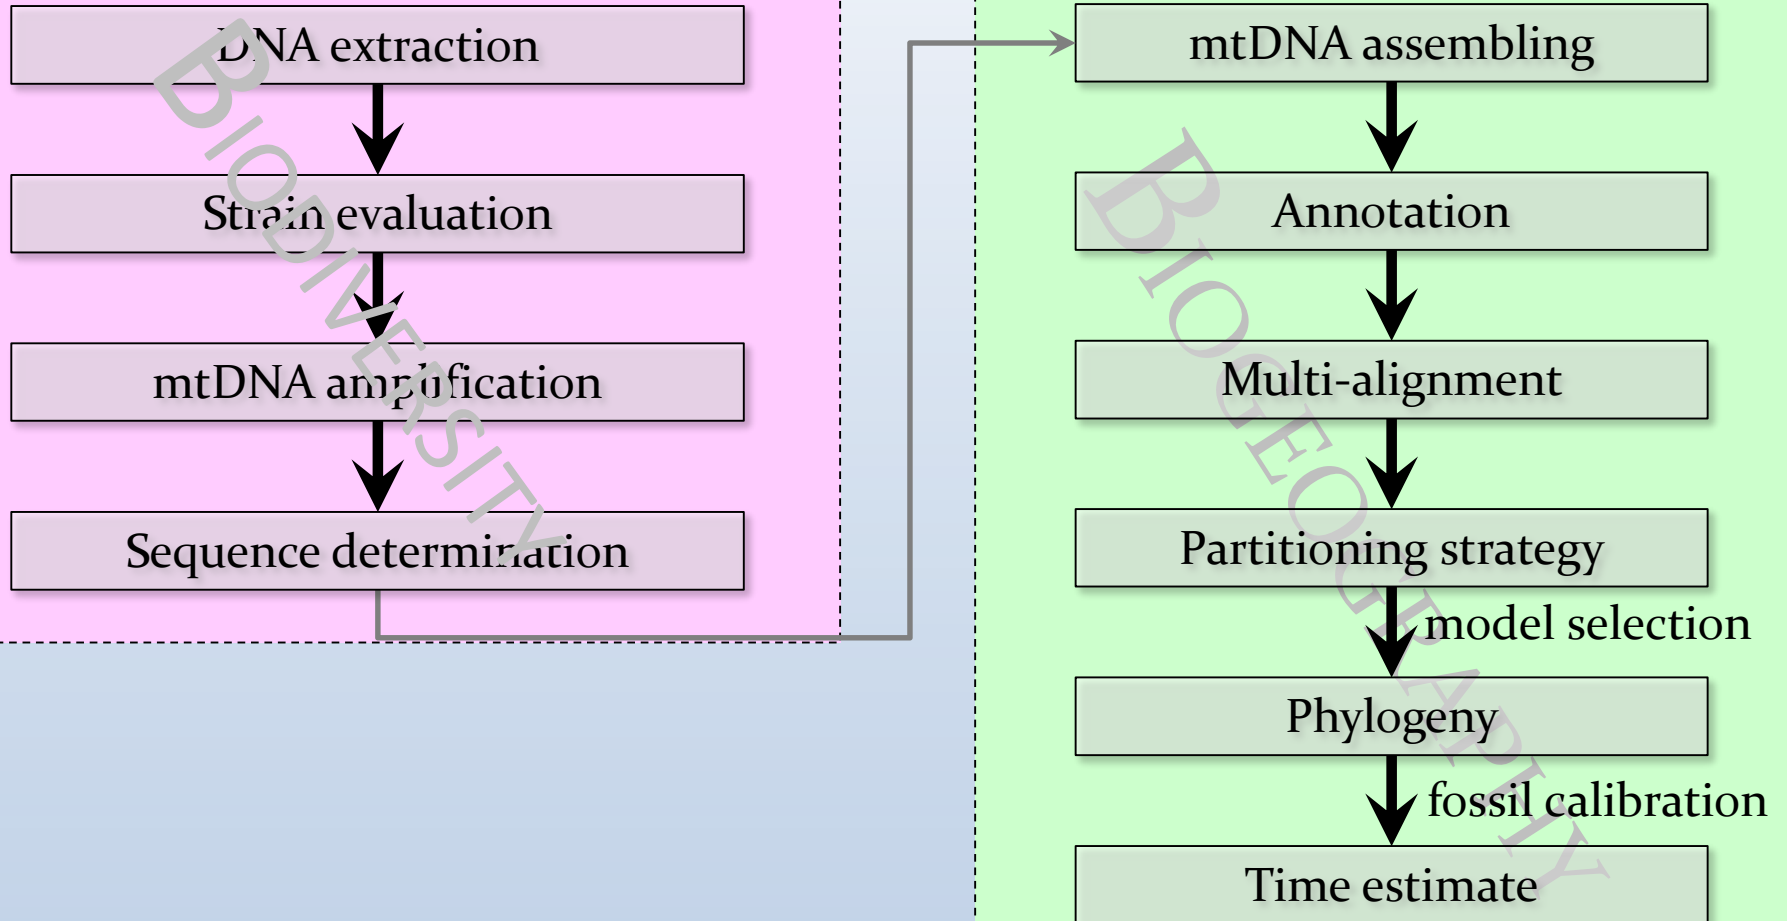 DNA extraction
Strain evaluation
mtDNA amplification
Sequence determination
BIODIVERSITY
mtDNA assembling
Annotation
Multi-alignment
Partitioning strategy
model selection
Phylogeny
fossil calibration
Time estimate
BIOGEOGRAPHY